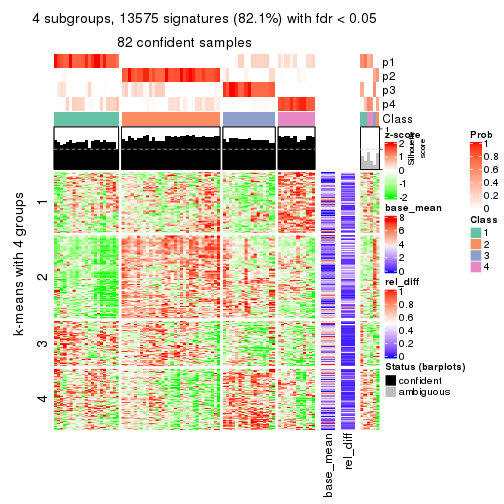 4 subgroups, 13575 signatures (82.1%) with fdr < 0.05
82 confident samples
p1
p2
p3
p4
Class
1
Silhouette
score
k-means with 4 groups
1
2
3
4
base_mean
rel_diff
z-score
2
1
0
-1
-2
base_mean
8
6
4
2
0
rel_diff
1
0.8
0.6
0.4
0.2
0
Status (barplots)
confident
ambiguous
Prob
1
0.8
0.6
0.4
0.2
0
Class
1
2
3
4